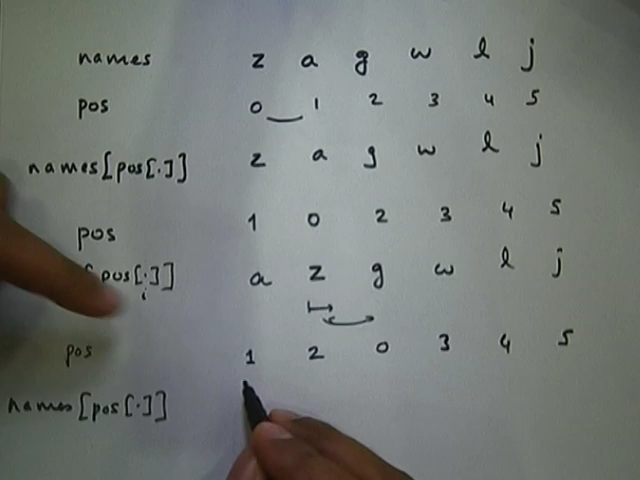 names z a g w l j
pos 0 1 2 3 4 5
names[pos[.]] z a g w l j
pos 1 0 2 3 4 5
pos[.]] a z g w l j
i
pos 1 2 0 3 4 5
names[pos[.]]